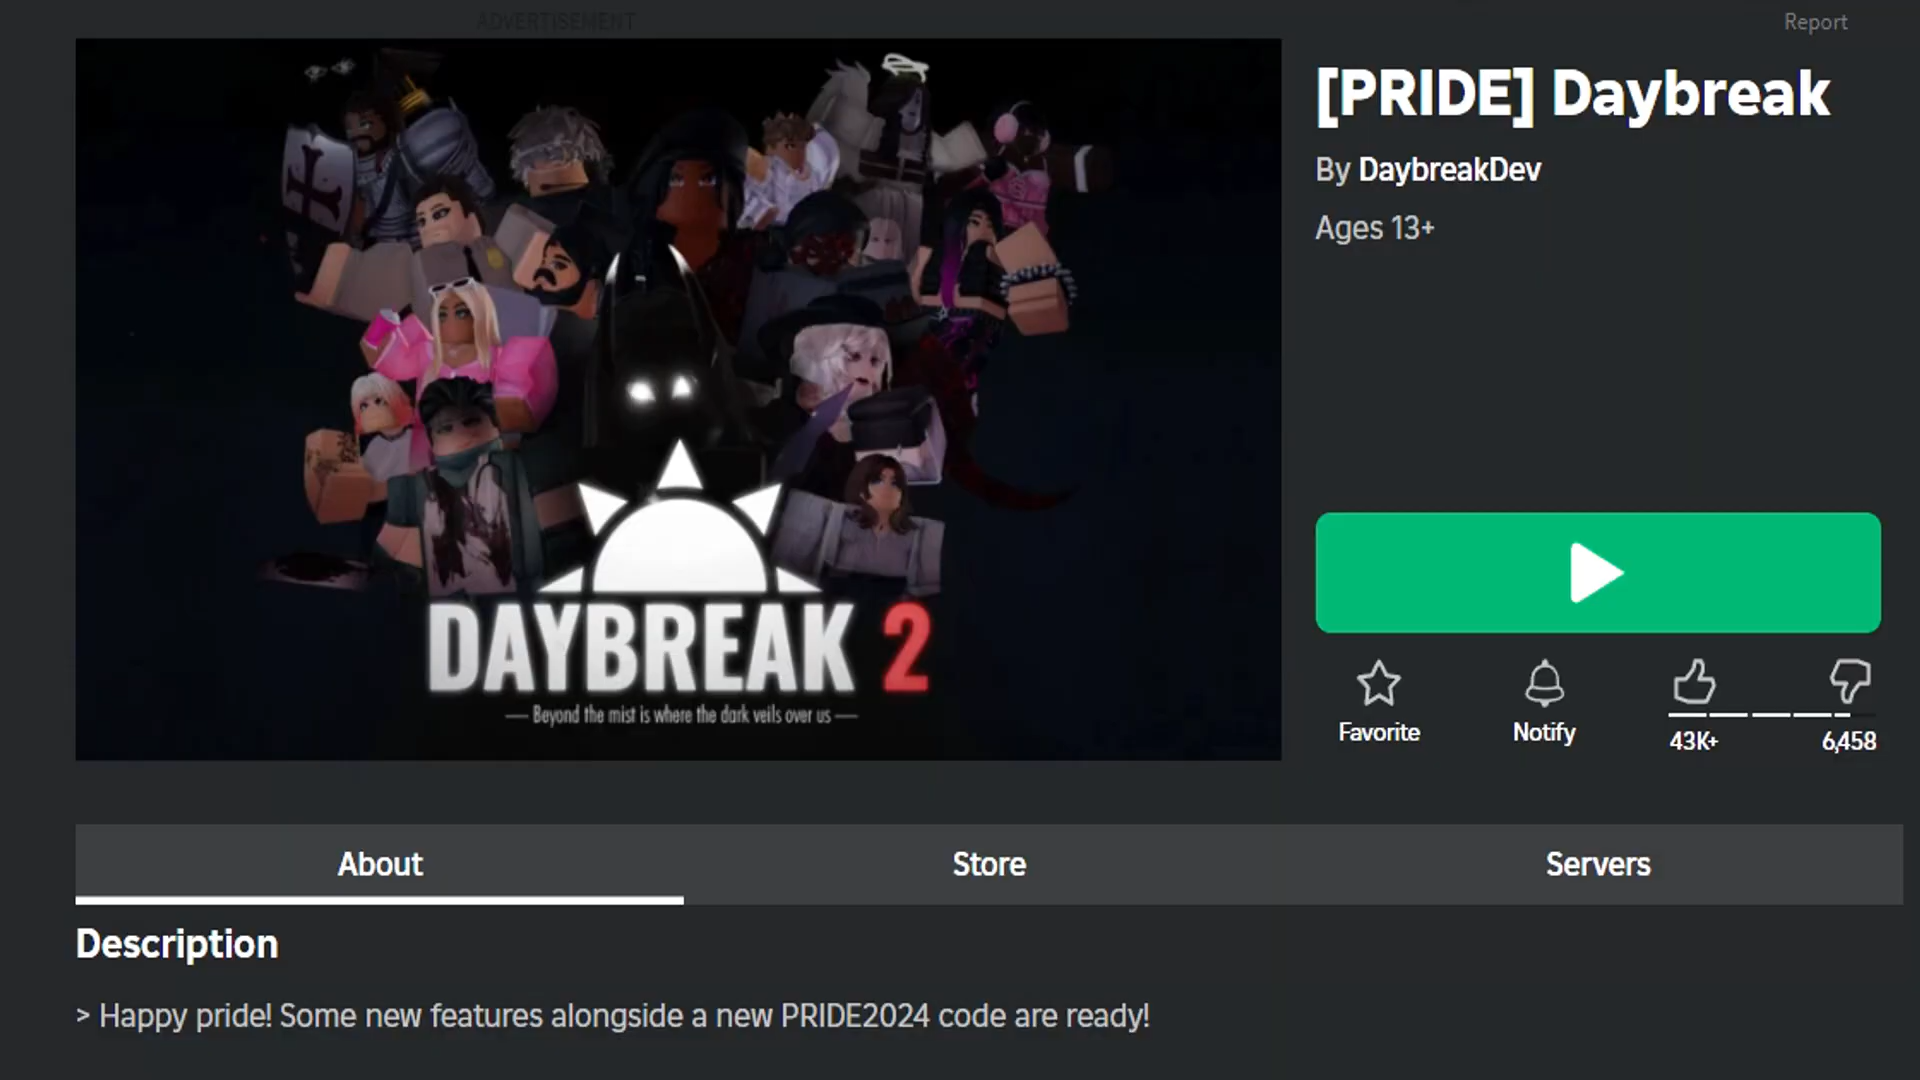 ADVERTISEMENT
Report
[PRIDE] Daybreak
By DaybreakDev
Ages 13+
DAYBREAK 2
— Beyond the mist is where the dark veils over us —
Favorite
Notify
43K+
6,458
About
Store
Servers
Description
> Happy pride! Some new features alongside a new PRIDE2024 code are ready!